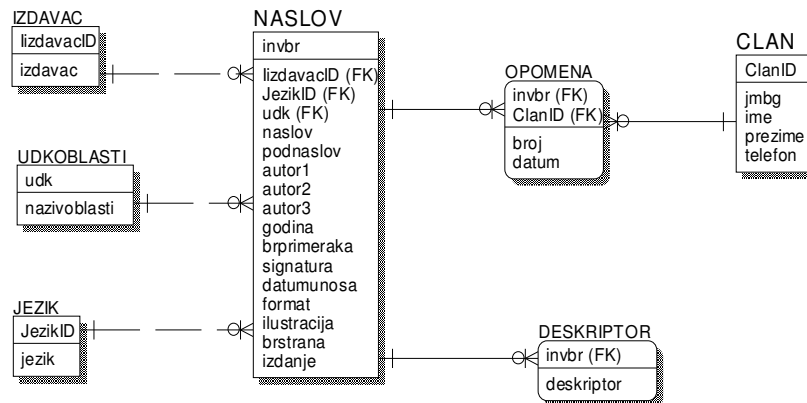 IZDAVAC
IizdavacID
izdavac
UDKOBLASTI
udk
nazivoblasti
JEZIK
JezikID
jezik
NASLOV
invbr
IizdavacID (FK)
JezikID (FK)
udk (FK)
naslov
podnaslov
autor1
autor2
autor3
godina
brprimeraka
signatura
datumunosa
format
ilustracija
brstrana
izdanje
OPOMENA
invbr (FK)
ClanID (FK)
broj
datum
DESKRIPTOR
invbr (FK)
deskriptor
CLAN
ClanID
jmbg
ime
prezime
telefon